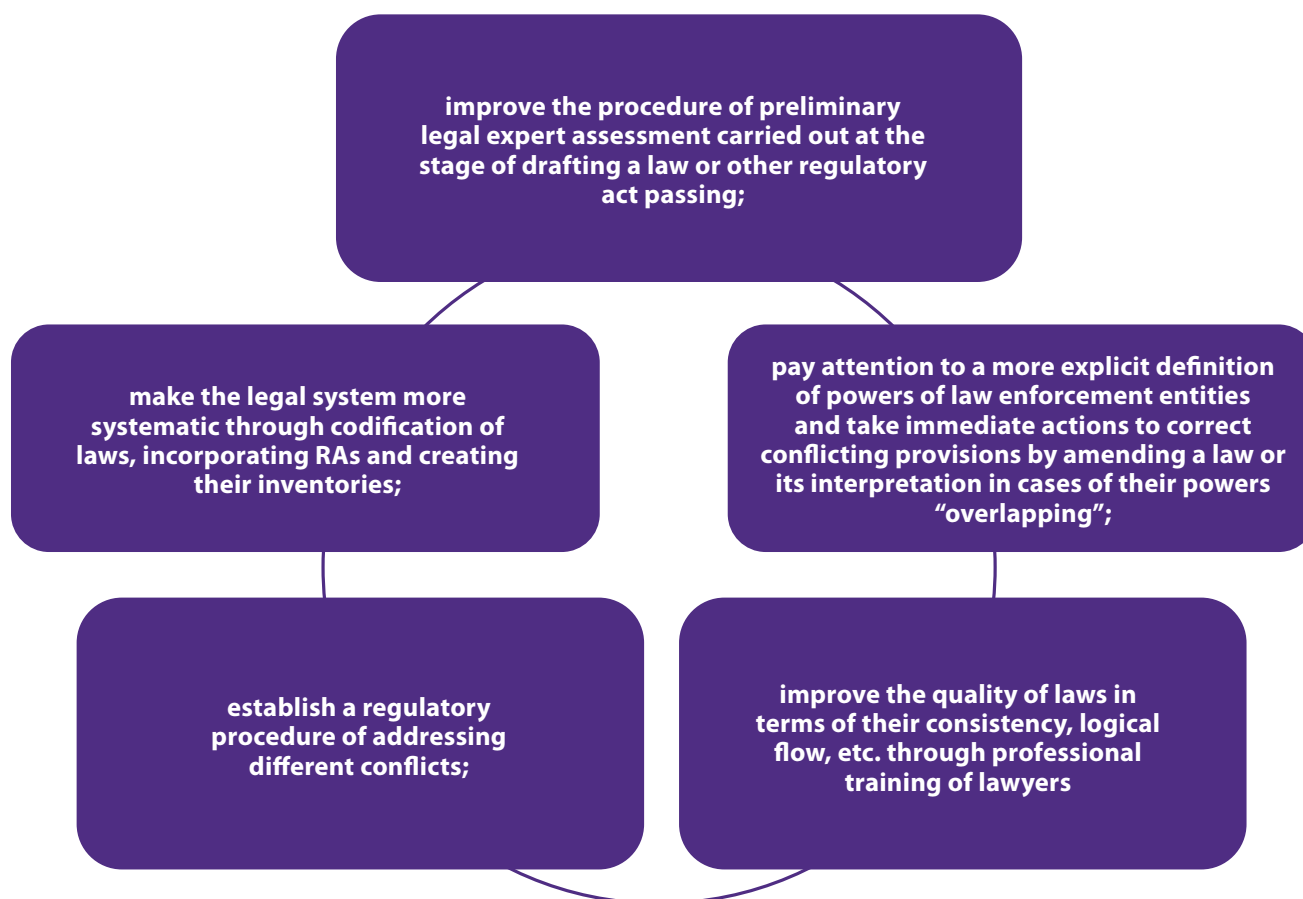 improve the procedure of preliminary
legal expert assessment carried out at the
stage of drafting a law or other regulatory
act passing;
make the legal system more
systematic through codification of
laws, incorporating RAs and creating
their inventories;
pay attention to a more explicit definition
of powers of law enforcement entities
and take immediate actions to correct
conflicting provisions by amending a law or
its interpretation in cases of their powers
“overlapping”;
establish a regulatory
procedure of addressing
different conflicts;
improve the quality of laws in
terms of their consistency, logical
flow, etc. through professional
training of lawyers